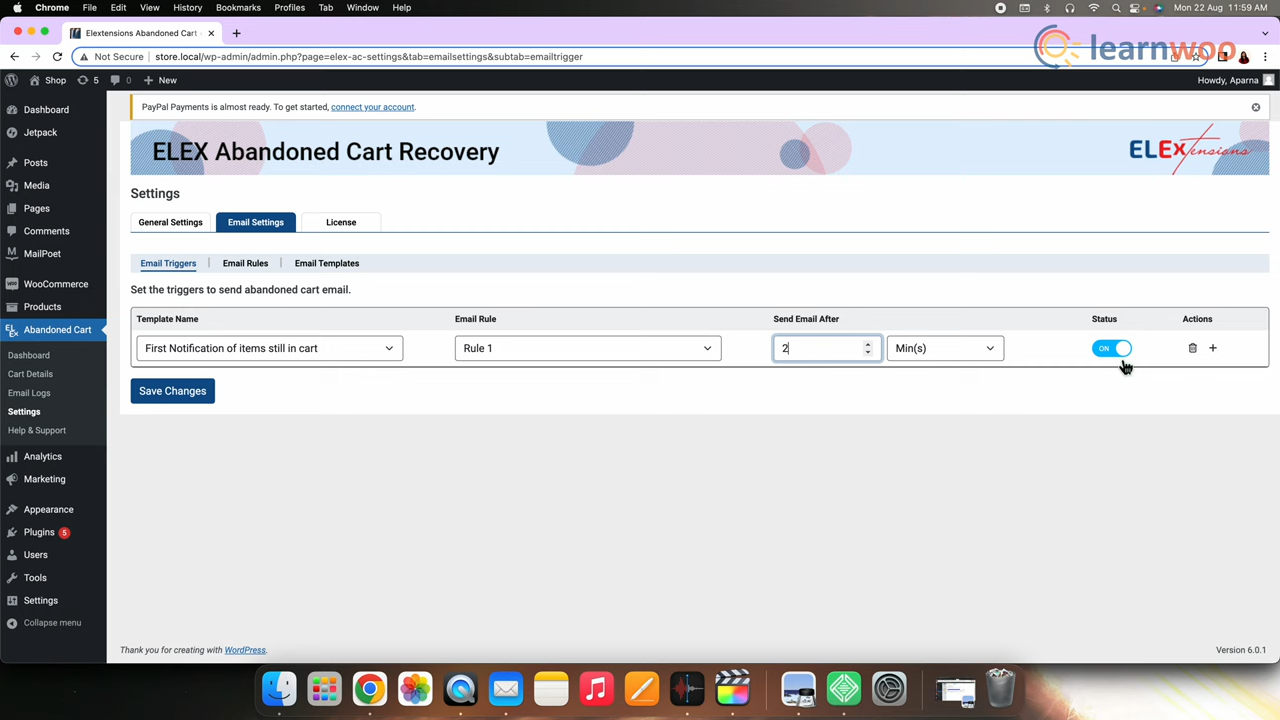 Chrome File Edit View History Bookmarks Profiles Tab Window Help Mon 22 Aug 11:59 AM
Elextensions Abandoned Cart
learnwoo
Not Secure store.local/wp-admin/admin.php?page=elex-ac-settings&tab=emailsettings&subtab=emailtrigger
Shop 5 0 New Howdy, Aparna
PayPal Payments is almost ready. To get started, connect your account.
ELEX Abandoned Cart Recovery
ELEXtensions
Settings
General Settings Email Settings License
Email Triggers Email Rules Email Templates
Set the triggers to send abandoned cart email.
Template Name Email Rule Send Email After Status Actions
First Notification of items still in cart Rule 1 2 Min(s) ON
Save Changes
Dashboard
Jetpack
Posts
Media
Pages
Comments
MailPoet
WooCommerce
Products
ELEX Abandoned Cart
Dashboard
Cart Details
Email Logs
Settings
Help & Support
Analytics
Marketing
Appearance
Plugins 5
Users
Tools
Settings
Collapse menu
Thank you for creating with WordPress. Version 6.0.1